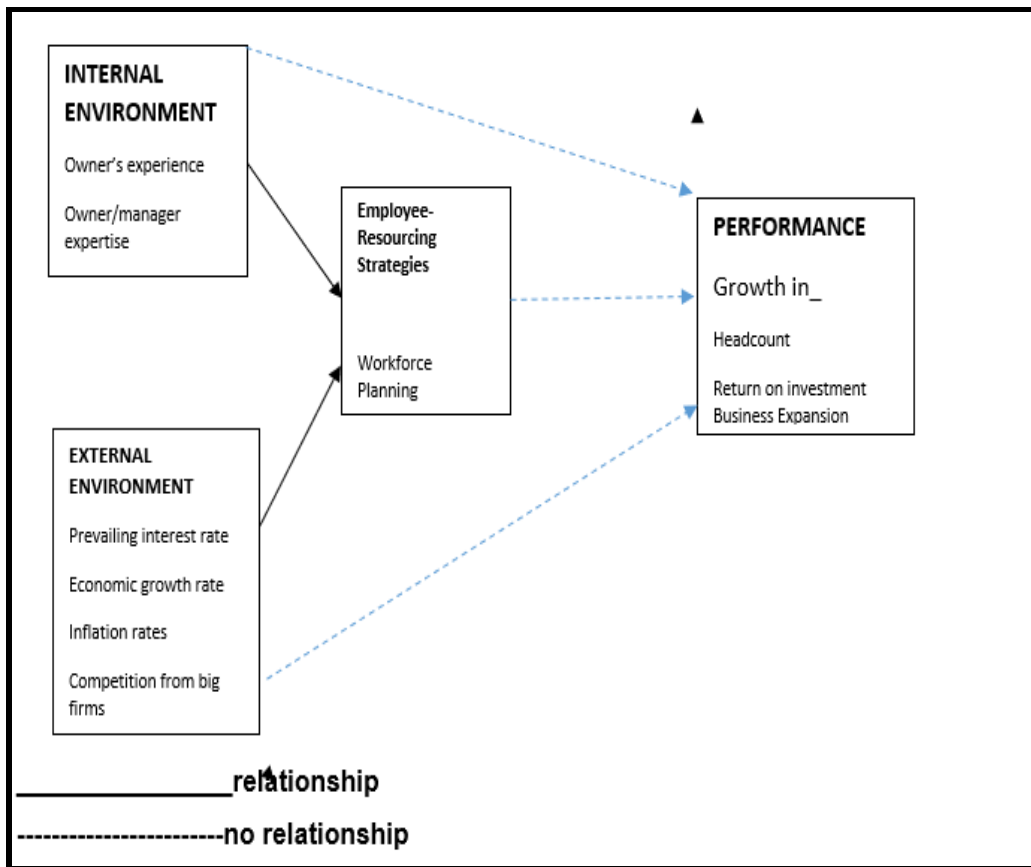 INTERNAL
ENVIRONMENT
Owner's experience
Owner/manager
expertise
Employee-
Resourcing
Strategies
Workforce
Planning
PERFORMANCE
Growth in_
Headcount
Return on investment
Business Expansion
EXTERNAL
ENVIRONMENT
Prevailing interest rate
Economic growth rate
Inflation rates
Competition from big
firms
_______________relationship
------------------------no relationship